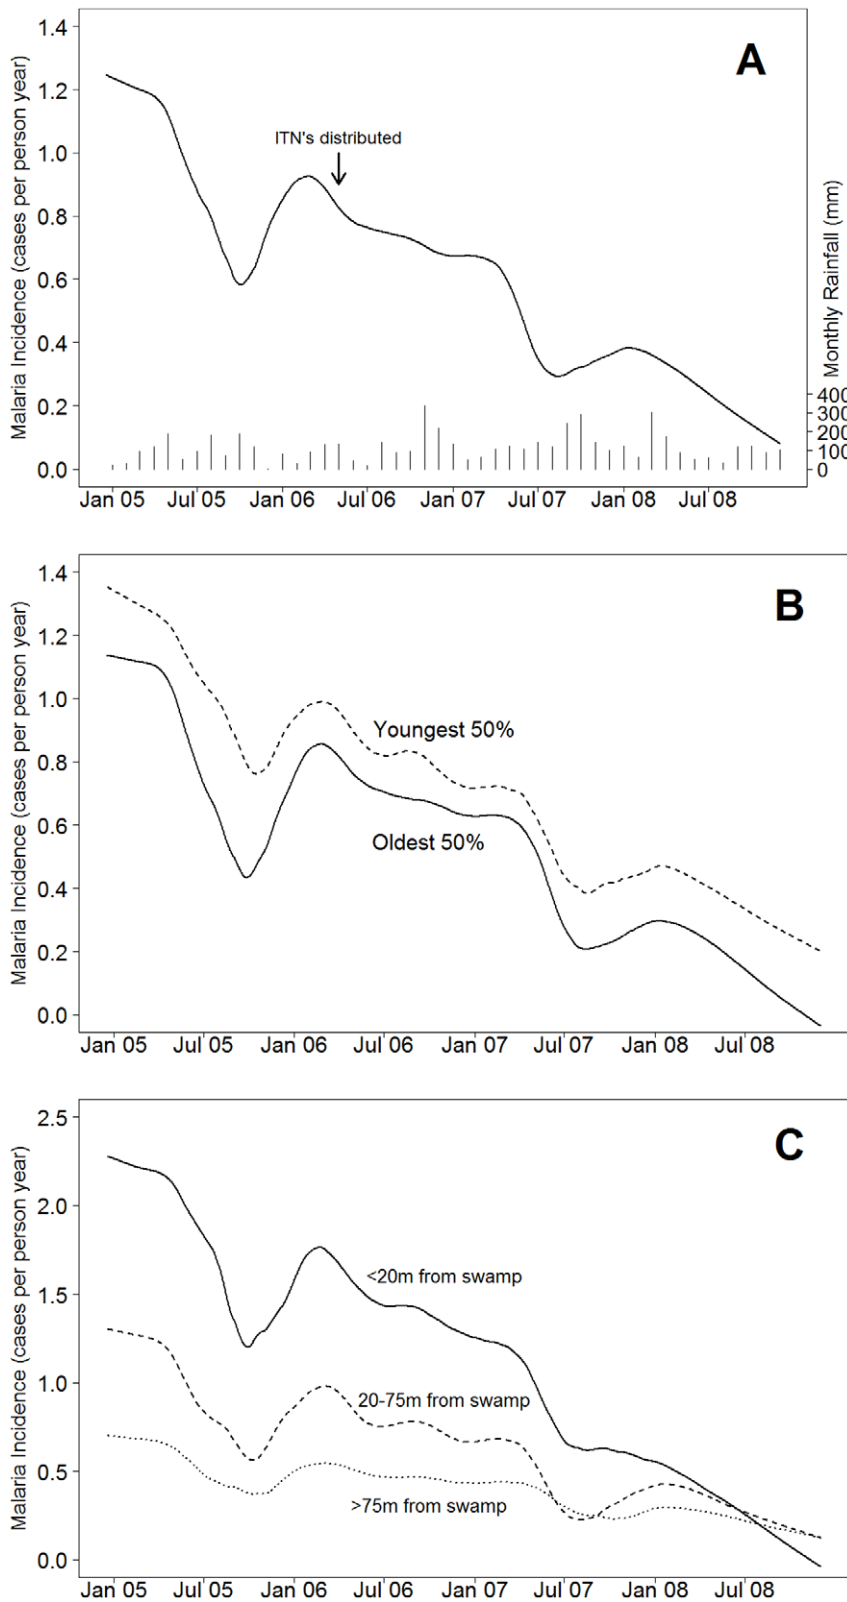 A
Malaria Incidence (cases per person year)
1.4
1.2
1.0
0.8
0.6
0.4
0.2
0.0
ITN's distributed
Monthly Rainfall (mm)
400
300
200
100
0
Jan 05 Jul 05 Jan 06 Jul 06 Jan 07 Jul 07 Jan 08 Jul 08
B
Malaria Incidence (cases per person year)
1.4
1.2
1.0
0.8
0.6
0.4
0.2
0.0
Youngest 50%
Oldest 50%
Jan 05 Jul 05 Jan 06 Jul 06 Jan 07 Jul 07 Jan 08 Jul 08
C
Malaria Incidence (cases per person year)
2.5
2.0
1.5
1.0
0.5
0.0
<20m from swamp
20-75m from swamp
>75m from swamp
Jan 05 Jul 05 Jan 06 Jul 06 Jan 07 Jul 07 Jan 08 Jul 08